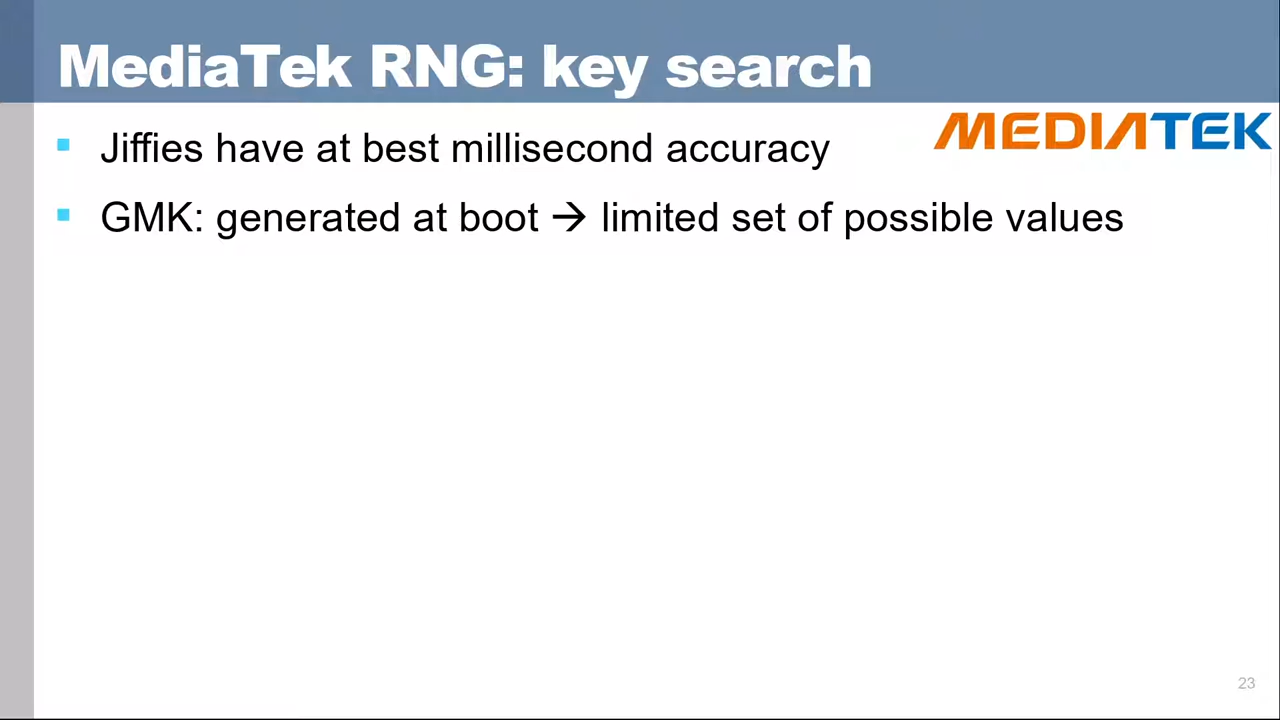 MediaTek RNG: key search
MEDIATEK
Jiffies have at best millisecond accuracy
GMK: generated at boot → limited set of possible values
23